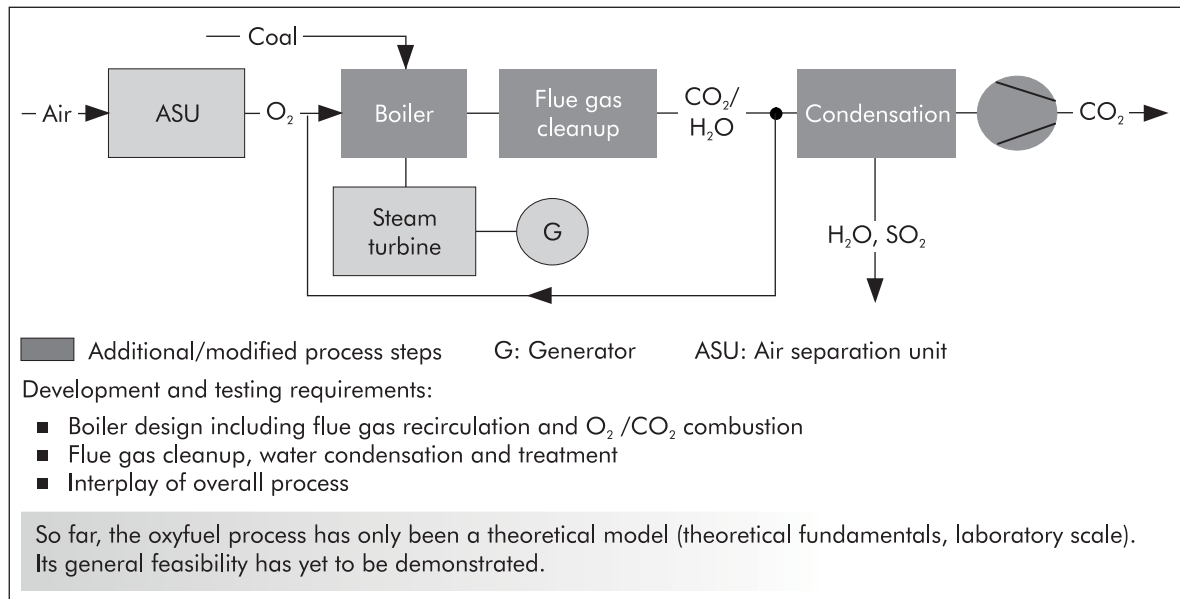 Coal
Air
ASU
O₂
Boiler
Flue gas
cleanup
CO₂/
H₂O
Condensation
CO₂
Steam
turbine
G
H₂O, SO₂
Additional/modified process steps G: Generator ASU: Air separation unit
Development and testing requirements:
■ Boiler design including flue gas recirculation and O₂ /CO₂ combustion
■ Flue gas cleanup, water condensation and treatment
■ Interplay of overall process
So far, the oxyfuel process has only been a theoretical model (theoretical fundamentals, laboratory scale).
Its general feasibility has yet to be demonstrated.